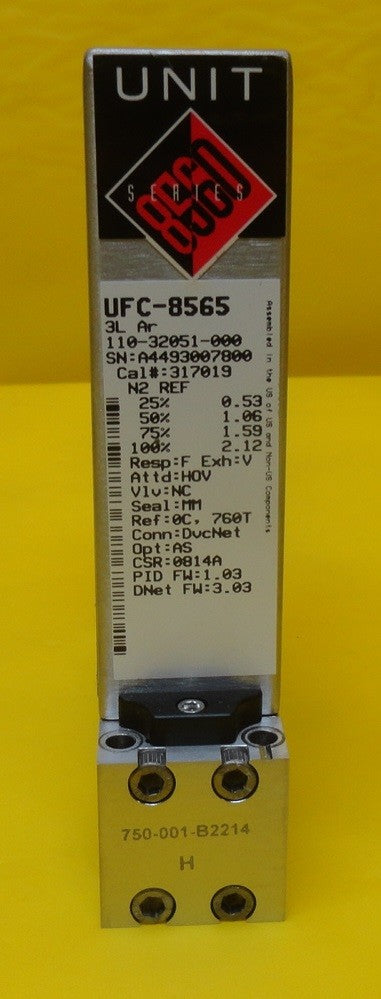 UNIT
8560
SERIES
UFC-8565
3L Ar
110-32051-000
SN:A4493007800
Cal#:317019
N2 REF
25% 0.53
50% 1.06
75% 1.59
100% 2.12
Resp:F Exh:V
Attd:HOV
Vlv:NC
Seal:MM
Ref:0C, 760T
Conn:DvcNet
Opt:AS
CSR:0814A
PID FW:1.03
DNet FW:3.03
Assembled in the US of US and Non-US Components
750-001-B2214
H